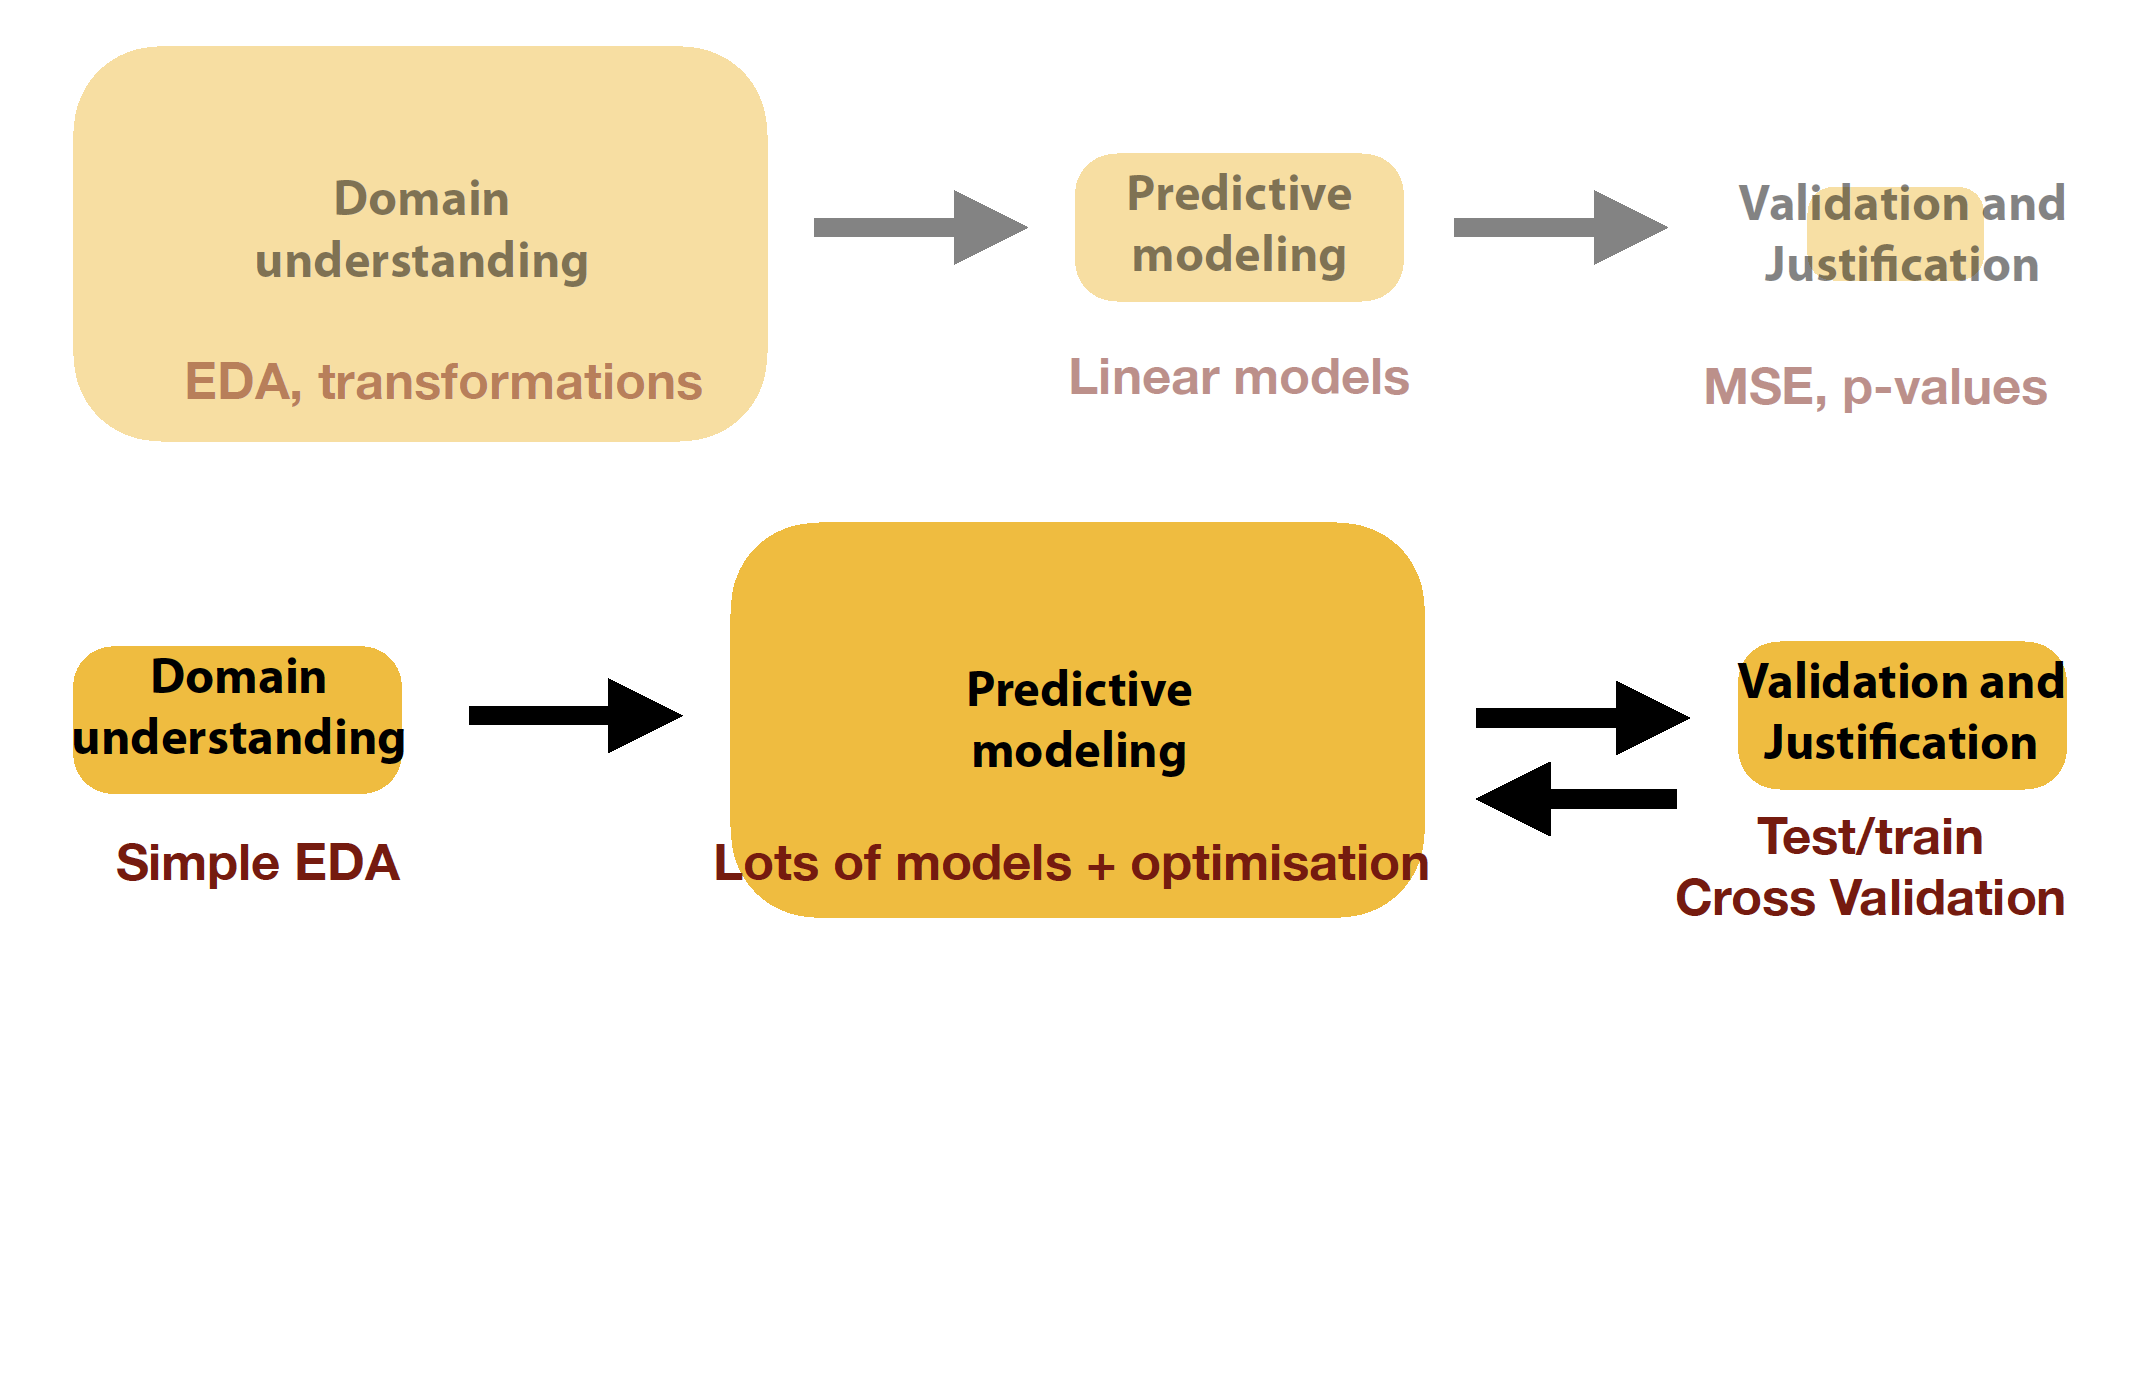 Domain
understanding
EDA, transformations
Predictive
modeling
Linear models
Validation and
Justification
MSE, p-values
Domain
understanding
Simple EDA
Predictive
modeling
Lots of models + optimisation
Validation and
Justification
Test/train
Cross Validation